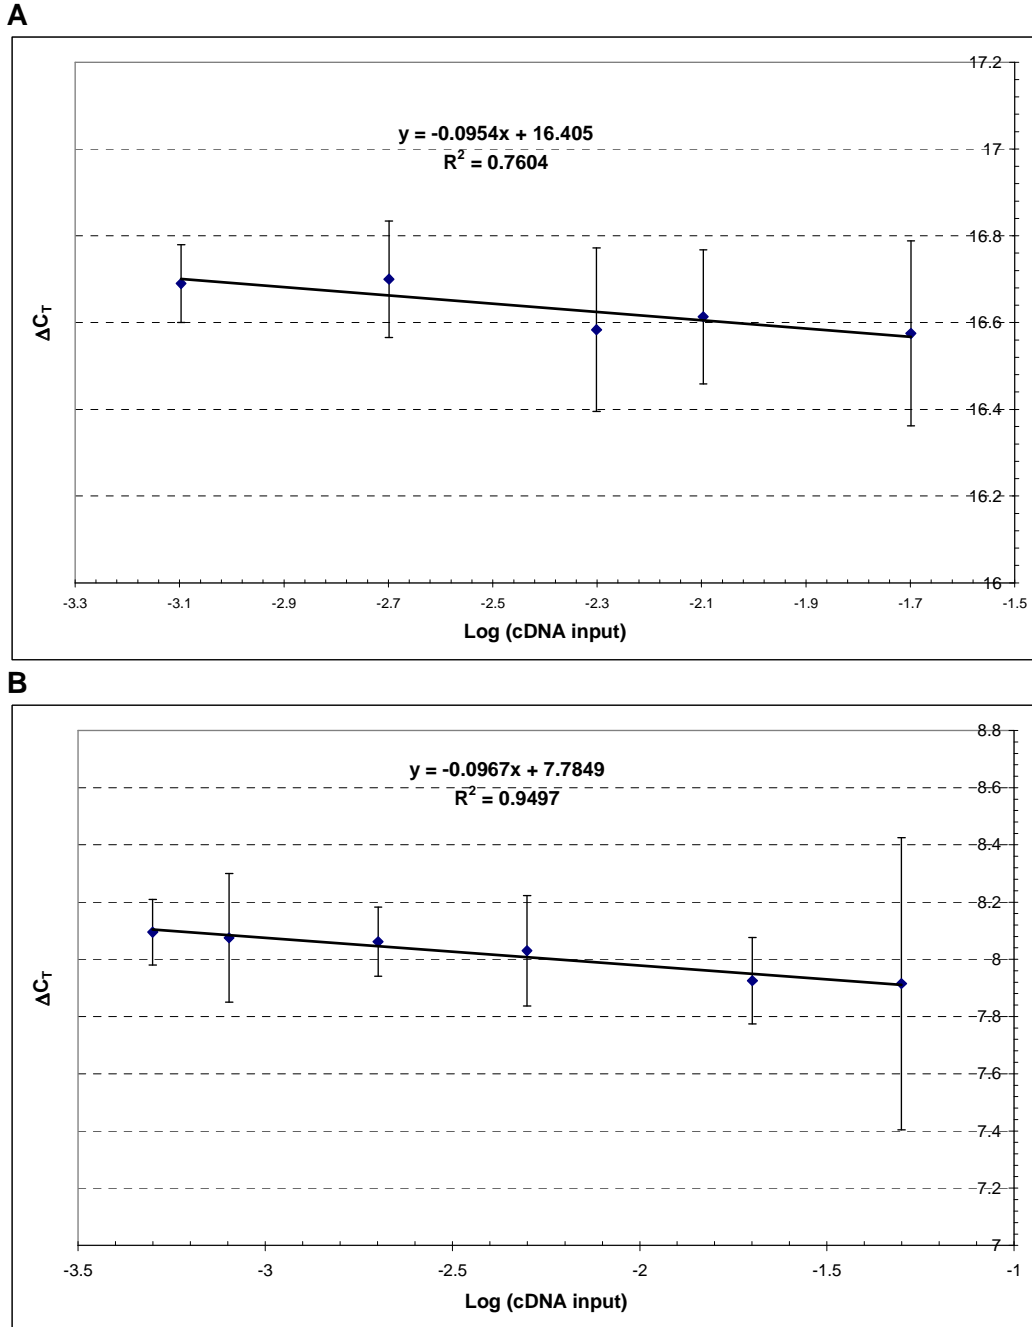 A
17.2
y = -0.0954x + 16.405
R² = 0.7604
17
16.8
ΔC_T
16.6
16.4
16.2
16
-3.3 -3.1 -2.9 -2.7 -2.5 -2.3 -2.1 -1.9 -1.7 -1.5
Log (cDNA input)
B
8.8
y = -0.0967x + 7.7849
R² = 0.9497
8.6
8.4
8.2
8
ΔC_T
7.8
7.6
7.4
7.2
7
-3.5 -3 -2.5 -2 -1.5 -1
Log (cDNA input)